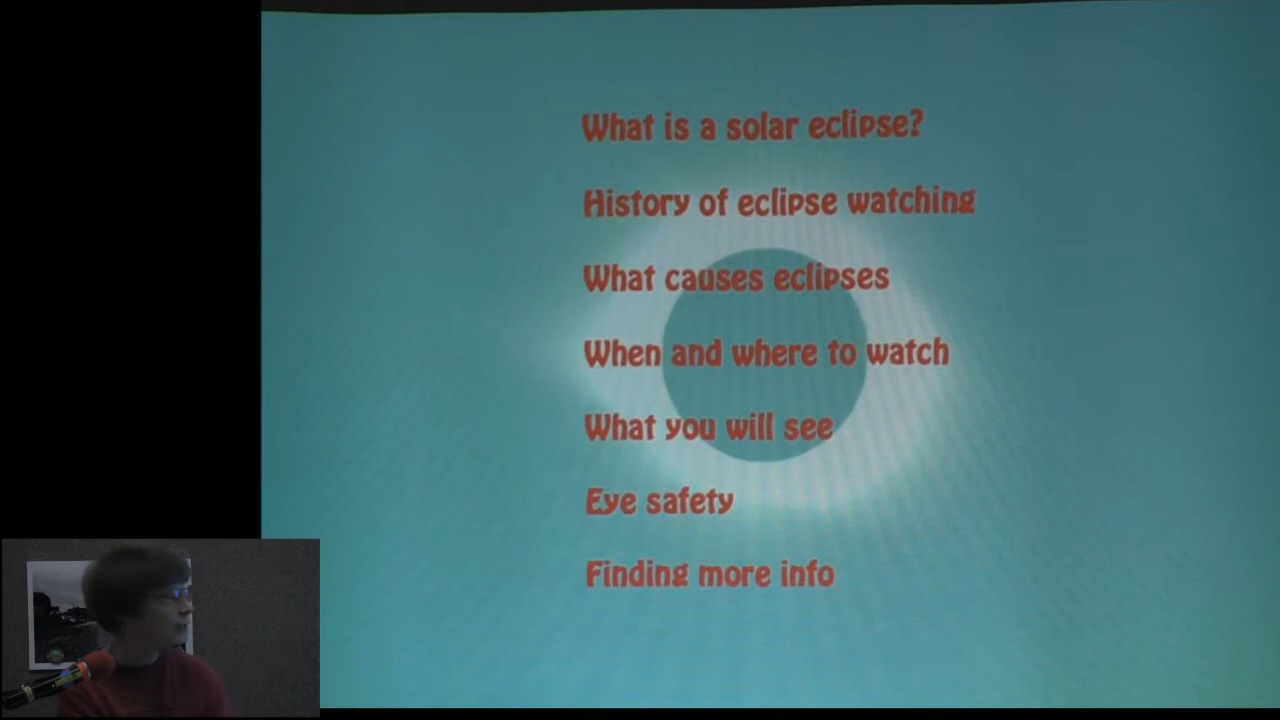 What is a solar eclipse?
History of eclipse watching
What causes eclipses
When and where to watch
What you will see
Eye safety
Finding more info